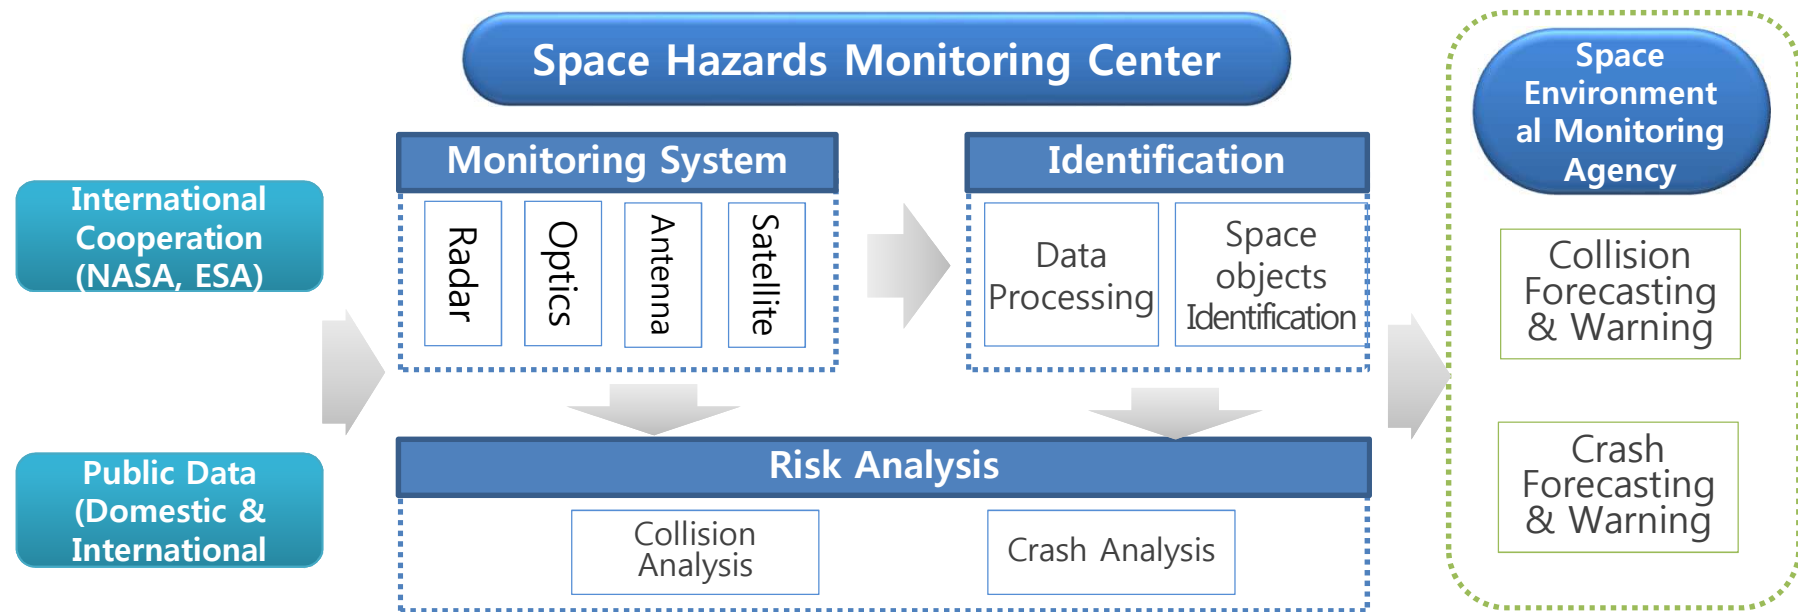 Space Hazards Monitoring Center
Space
Environment
al Monitoring
Agency
International
Cooperation
(NASA, ESA)
Public Data
(Domestic &
International
Monitoring System
Radar
Optics
Antenna
Satellite
Identification
Data
Processing
Space
objects
Identification
Risk Analysis
Collision
Analysis
Crash Analysis
Collision
Forecasting
& Warning
Crash
Forecasting
& Warning